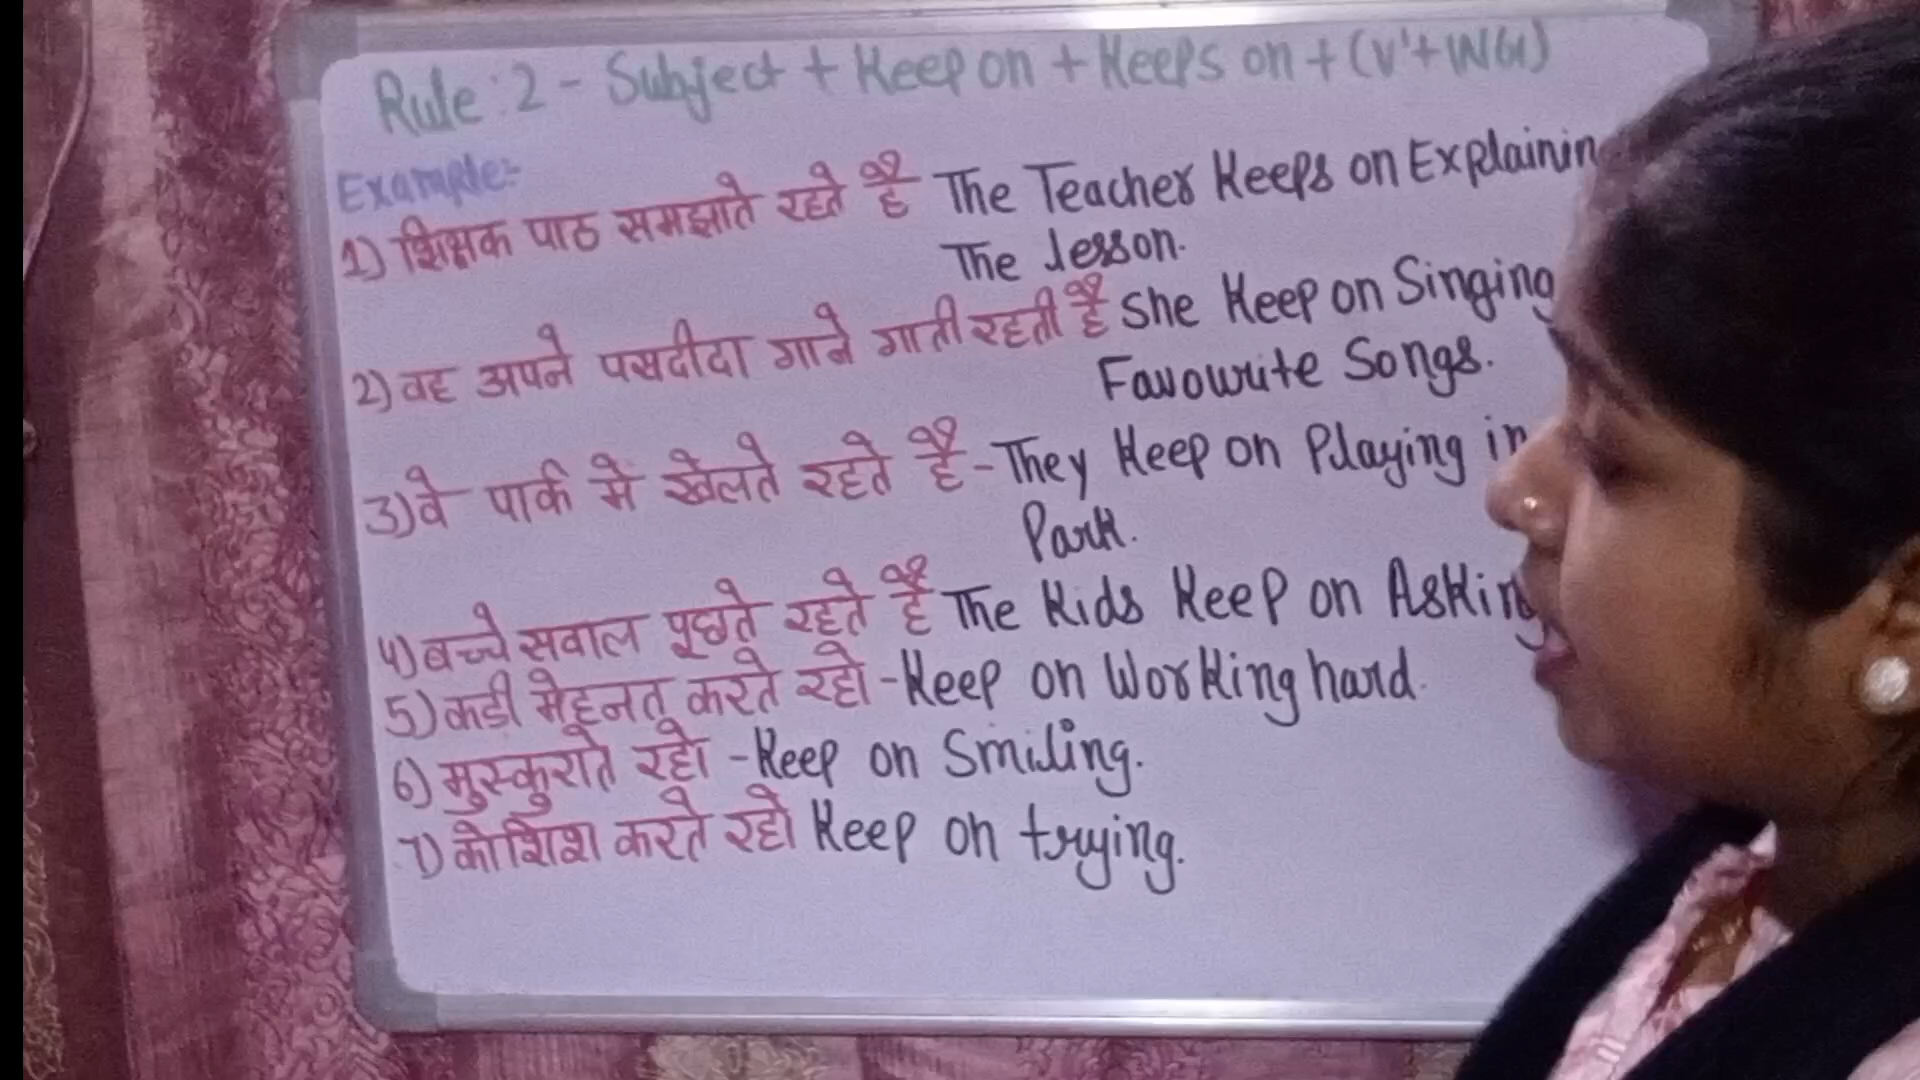 Rule:2 - Subject + Keep on + Keeps on + (V'+ING)
Example:-
1) शिक्षक पाठ समझाते रहते है The Teacher Keeps on Explainin
The lesson.
2) वह अपने पसदीदा गाने गाती रहती है She Keep on Singing
Favourite Songs.
3) वे पार्क में खेलते रहते है - They Keep on Playing in
Park.
4) बच्चे सवाल पूछते रहते है The Kids Keep on Asking
5) कडी मेहनत करते रहो - Keep on Working hard.
6) मुस्कुराते रहो - Keep on Smiling.
7) कोशिश करते रहो Keep on trying.